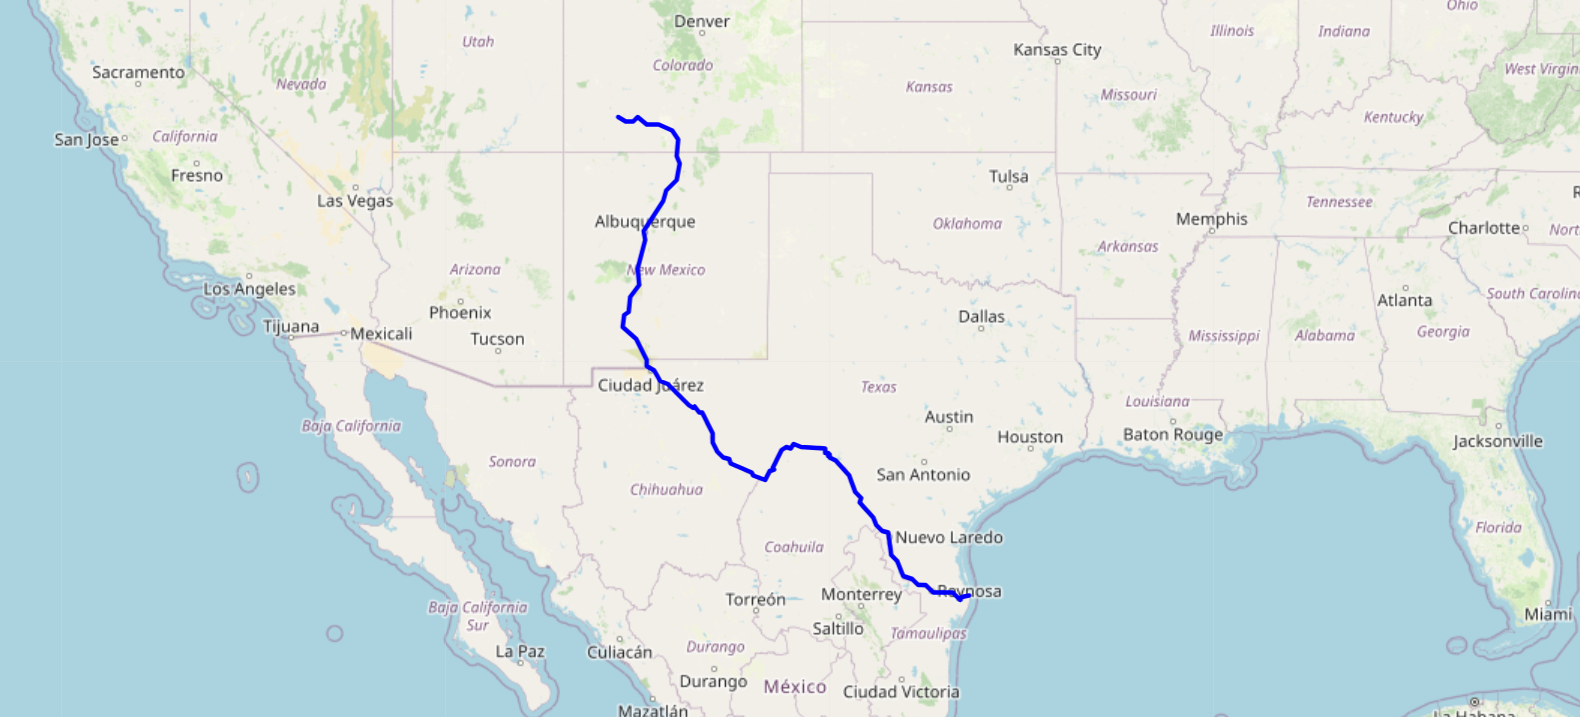 Ohio
Denver
Illinois
Indiana
Utah
Kansas City
Colorado
Sacramento
West Virgin
Nevada
Kansas
Missouri
Kentucky
San Jose
California
Fresno
Tulsa
Las Vegas
Tennessee
R
Memphis
Albuquerque
Oklahoma
Charlotte
Nort
Arkansas
Arizona
New Mexico
Los Angeles
South Carolin
Atlanta
Phoenix
Dallas
Tijuana
Mexicali
Tucson
Mississippi
Alabama
Georgia
Ciudad Juárez
Texas
Louisiana
Austin
Baja California
Houston
Baton Rouge
Jacksonville
Sonora
San Antonio
Chihuahua
Florida
Nuevo Laredo
Coahuila
Reynosa
Monterrey
Torreón
Baja California
Sur
Miami
Saltillo
Tamaulipas
La Paz
Culiacán
Durango
Durango
México
Ciudad Victoria
Mazatlán
La Habana